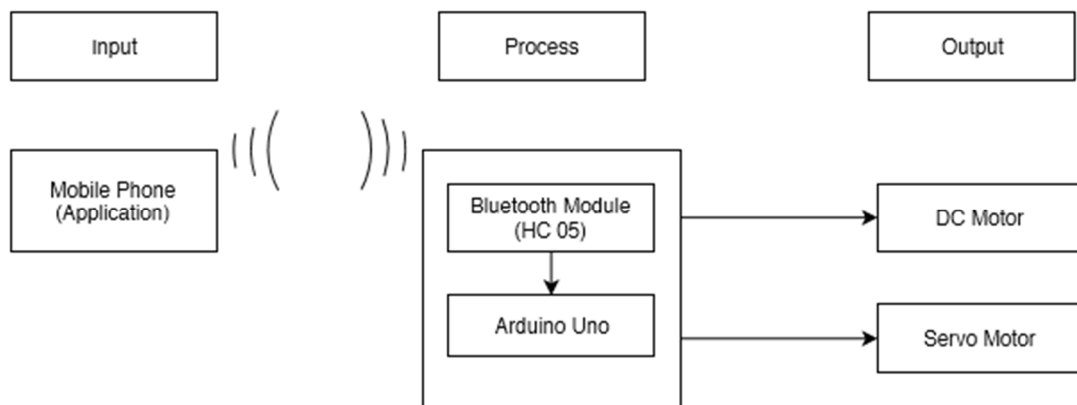 Input
Process
Output
Mobile Phone
(Application)
Bluetooth Module
(HC 05)
Arduino Uno
DC Motor
Servo Motor